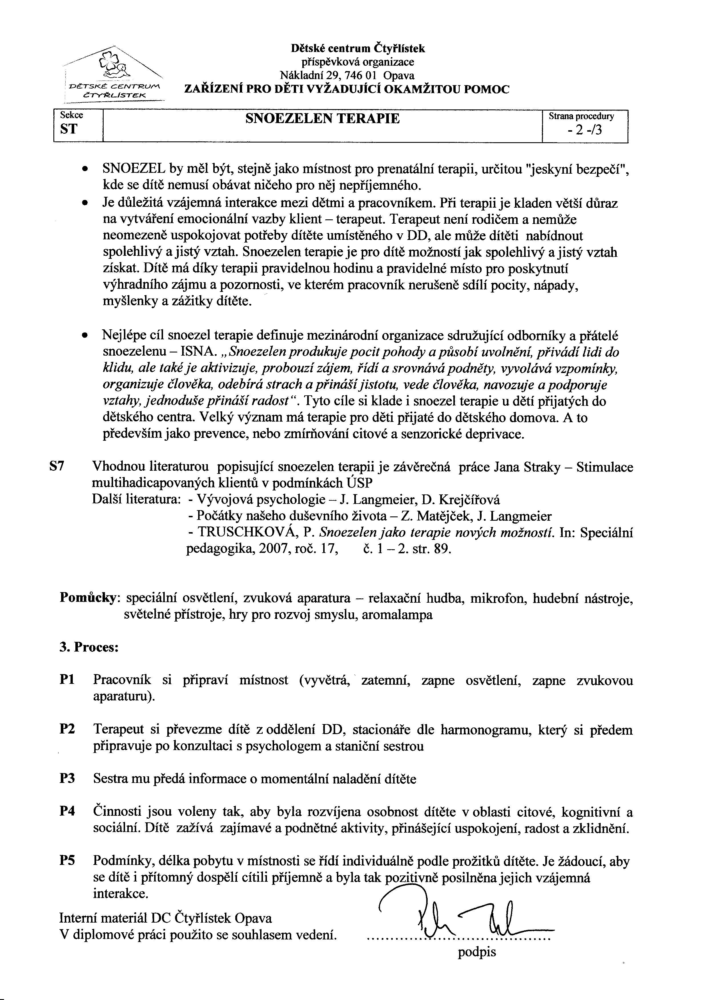 Dětské centrum Čtyřlístek
příspěvková organizace
Nákladní 29, 746 01 Opava
ZAŘÍZENÍ PRO DĚTI VYŽADUJÍCÍ OKAMŽITOU POMOC
DĚTSKÉ CENTRUM
ČTYŘLÍSTEK
Sekce
ST
SNOEZELEN TERAPIE
Strana procedury
- 2 -/3
• SNOEZEL by měl být, stejně jako místnost pro prenatální terapii, určitou "jeskyní bezpečí",
kde se dítě nemusí obávat ničeho pro něj nepříjemného.
• Je důležitá vzájemná interakce mezi dětmi a pracovníkem. Při terapii je kladen větší důraz
na vytváření emocionální vazby klient – terapeut. Terapeut není rodičem a nemůže
neomezeně uspokojovat potřeby dítěte umístěného v DD, ale může dítěti nabídnout
spolehlivý a jistý vztah. Snoezelen terapie je pro dítě možností jak spolehlivý a jistý vztah
získat. Dítě má díky terapii pravidelnou hodinu a pravidelné místo pro poskytnutí
výhradního zájmu a pozornosti, ve kterém pracovník nerušeně sdílí pocity, nápady,
myšlenky a zážitky dítěte.
• Nejlépe cíl snoezel terapie definuje mezinárodní organizace sdružující odborníky a přátelé
snoezelenu – ISNA. „Snoezelen produkuje pocit pohody a působí uvolnění, přivádí lidi do
klidu, ale také je aktivizuje, probouzí zájem, řídí a srovnává podněty, vyvolává vzpomínky,
organizuje člověka, odebírá strach a přináší jistotu, vede člověka, navozuje a podporuje
vztahy, jednoduše přináší radost“. Tyto cíle si klade i snoezel terapie u dětí přijatých do
dětského centra. Velký význam má terapie pro děti přijaté do dětského domova. A to
především jako prevence, nebo zmírňování citové a senzorické deprivace.
S7 Vhodnou literaturou popisující snoezelen terapii je závěrečná práce Jana Straky – Stimulace
multihadicapovaných klientů v podmínkách ÚSP
Další literatura: - Vývojová psychologie – J. Langmeier, D. Krejčířová
- Počátky našeho duševního života – Z. Matějček, J. Langmeier
- TRUSCHKOVÁ, P. Snoezelen jako terapie nových možností. In: Speciální
pedagogika, 2007, roč. 17, č. 1 – 2. str. 89.
Pomůcky: speciální osvětlení, zvuková aparatura – relaxační hudba, mikrofon, hudební nástroje,
světelné přístroje, hry pro rozvoj smyslu, aromalampa
3. Proces:
P1 Pracovník si připraví místnost (vyvětrá, zatemní, zapne osvětlení, zapne zvukovou
aparaturu).
P2 Terapeut si převezme dítě z oddělení DD, stacionáře dle harmonogramu, který si předem
připravuje po konzultaci s psychologem a staniční sestrou
P3 Sestra mu předá informace o momentální naladění dítěte
P4 Činnosti jsou voleny tak, aby byla rozvíjena osobnost dítěte v oblasti citové, kognitivní a
sociální. Dítě zažívá zajímavé a podnětné aktivity, přinášející uspokojení, radost a zklidnění.
P5 Podmínky, délka pobytu v místnosti se řídí individuálně podle prožitků dítěte. Je žádoucí, aby
se dítě i přítomný dospělí cítili příjemně a byla tak pozitivně posilněna jejich vzájemná
interakce.
Interní materiál DC Čtyřlístek Opava
V diplomové práci použito se souhlasem vedení. ......................................
podpis